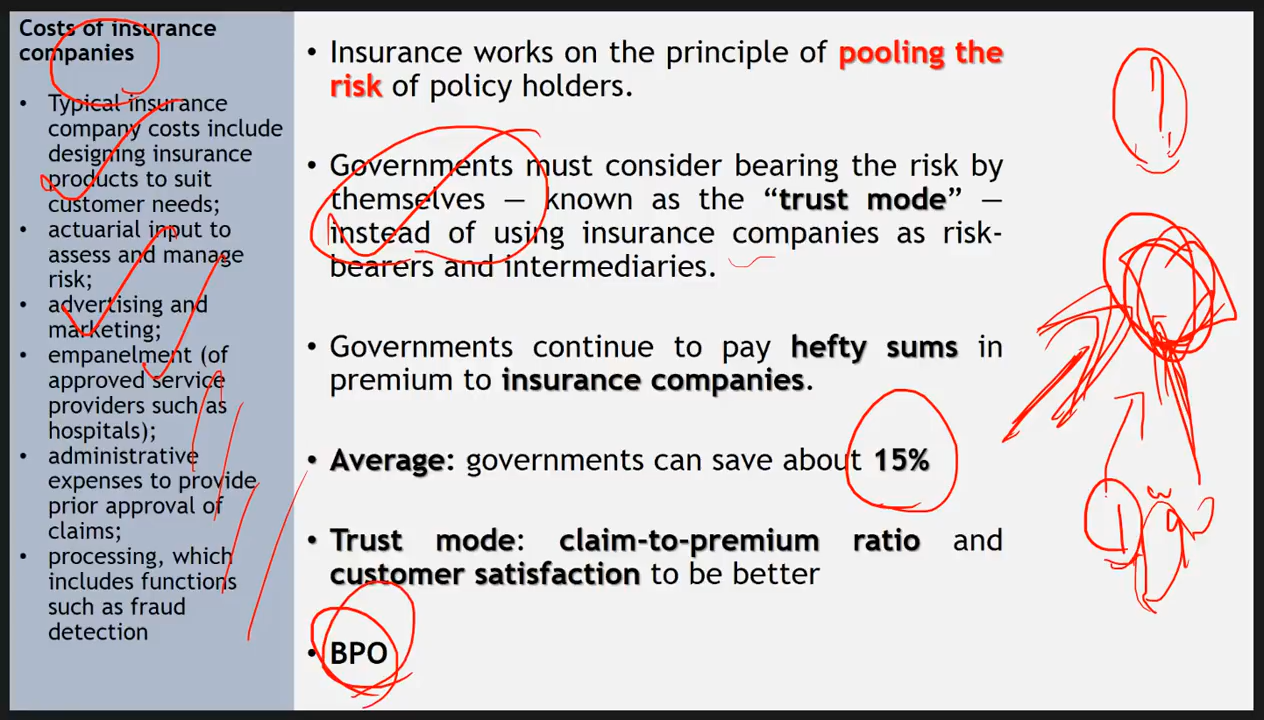 Costs of insurance
companies
• Typical insurance
company costs include
designing insurance
products to suit
customer needs;
• actuarial input to
assess and manage
risk;
• advertising and
marketing;
• empanelment (of
approved service
providers such as
hospitals);
• administrative
expenses to provide
prior approval of
claims;
• processing, which
includes functions
such as fraud
detection
• Insurance works on the principle of pooling the
risk of policy holders.
• Governments must consider bearing the risk by
themselves — known as the “trust mode” —
instead of using insurance companies as risk-
bearers and intermediaries.
• Governments continue to pay hefty sums in
premium to insurance companies.
• Average: governments can save about 15%
• Trust mode: claim-to-premium ratio and
customer satisfaction to be better
• BPO